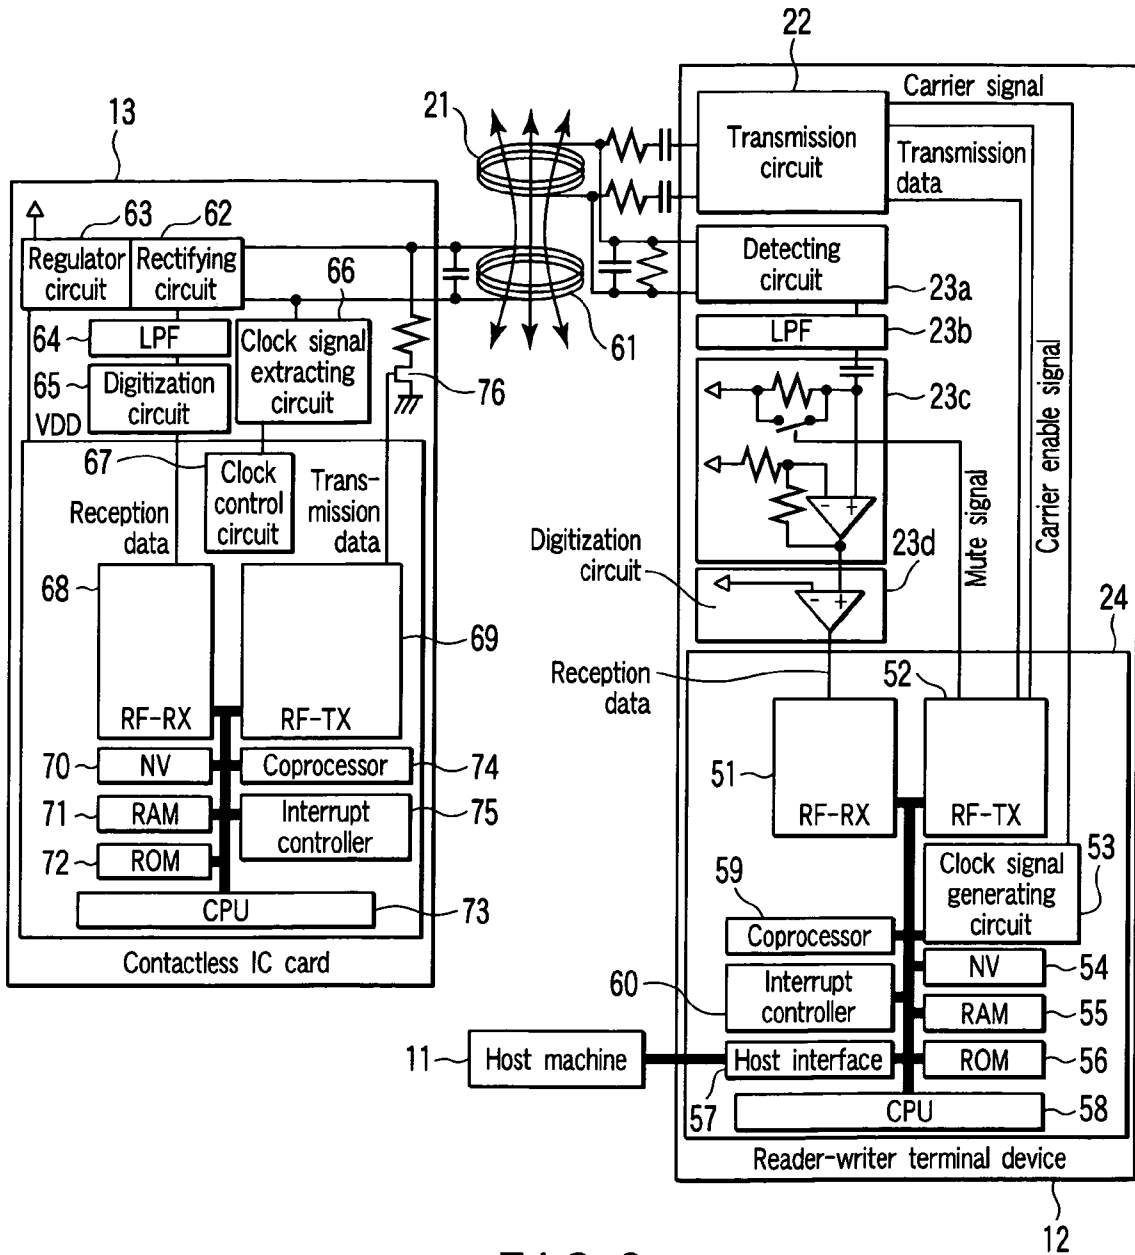 22
Carrier signal
13
21
Transmission
circuit
Transmission
data
63
62
Regulator
circuit
Rectifying
circuit
66
Detecting
circuit
23a
64
LPF
Clock signal
extracting
circuit
61
LPF
23b
65
Digitization
circuit
76
23c
VDD
67
Clock
control
circuit
Trans-
mission
data
Reception
data
- +
Mute signal
Carrier enable signal
Digitization
circuit
23d
- +
68
69
24
Reception
data
52
RF-RX
RF-TX
51
70
NV
Coprocessor
74
71
RAM
Interrupt
controller
75
RF-RX
RF-TX
72
ROM
59
Clock signal
generating
circuit
53
CPU
73
Coprocessor
Contactless IC card
60
Interrupt
controller
NV
54
RAM
55
11
Host machine
Host interface
ROM
56
57
CPU
58
Reader-writer terminal device
12